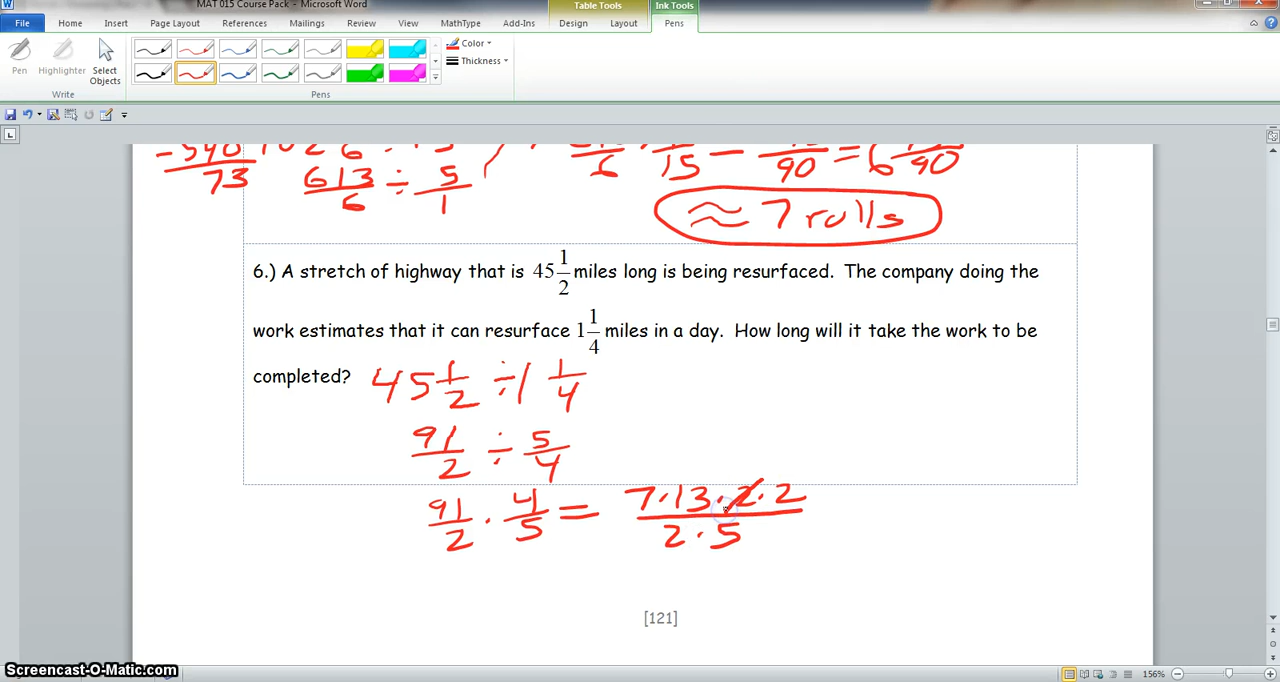 MAT 015 Course Pack - Microsoft Word
Table Tools
Ink Tools
File Home Insert Page Layout References Mailings Review View MathType Add-Ins Design Layout Pens
Pen
Highlighter
Select Objects
Color
Thickness
Write
Pens
73
613/6 ÷ 5/1
≈ 7 rolls
6.) A stretch of highway that is 45 1/2 miles long is being resurfaced. The company doing the
work estimates that it can resurface 1 1/4 miles in a day. How long will it take the work to be
completed? 45 1/2 ÷ 1 1/4
91/2 ÷ 5/4
91/2 · 4/5 = 7·13·2·2/2·5
[121]
Screencast-O-Matic.com
156%